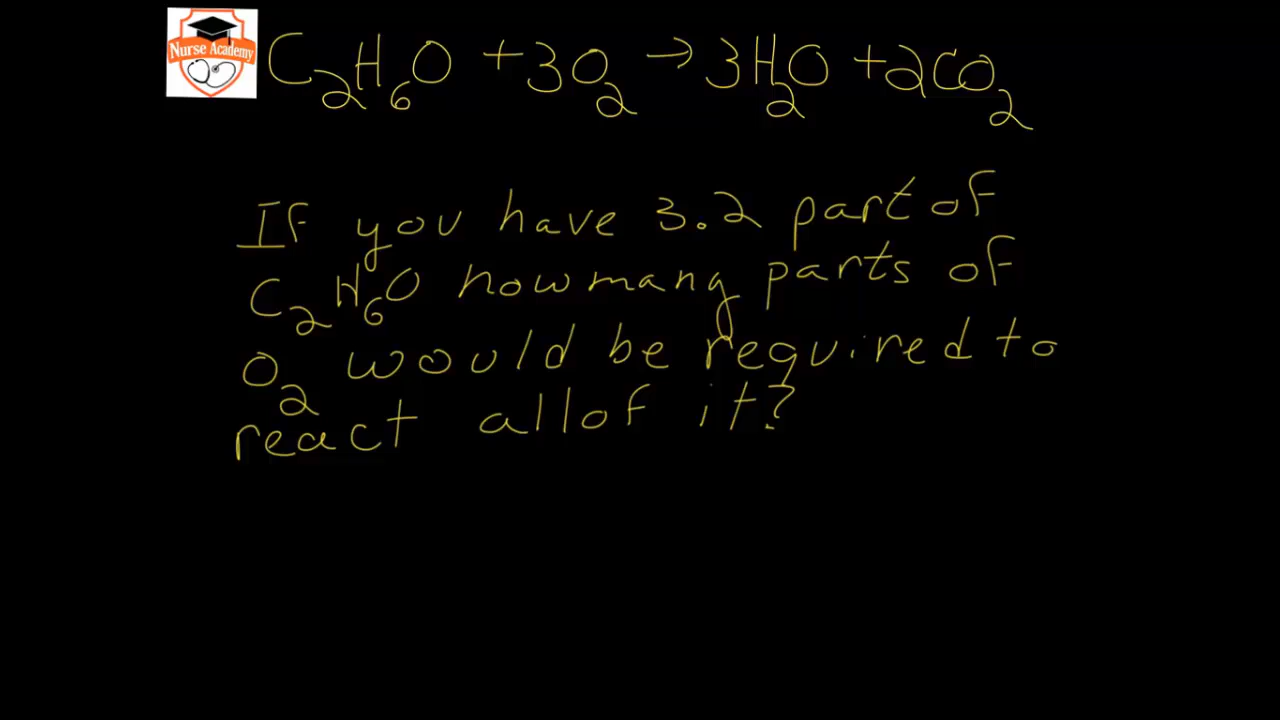 Nurse Academy
C₂H₆O + 3O₂ → 3H₂O + 2CO₂
If you have 3.2 part of
C₂H₆O how mang parts of
O₂ would be required to
react all of it?